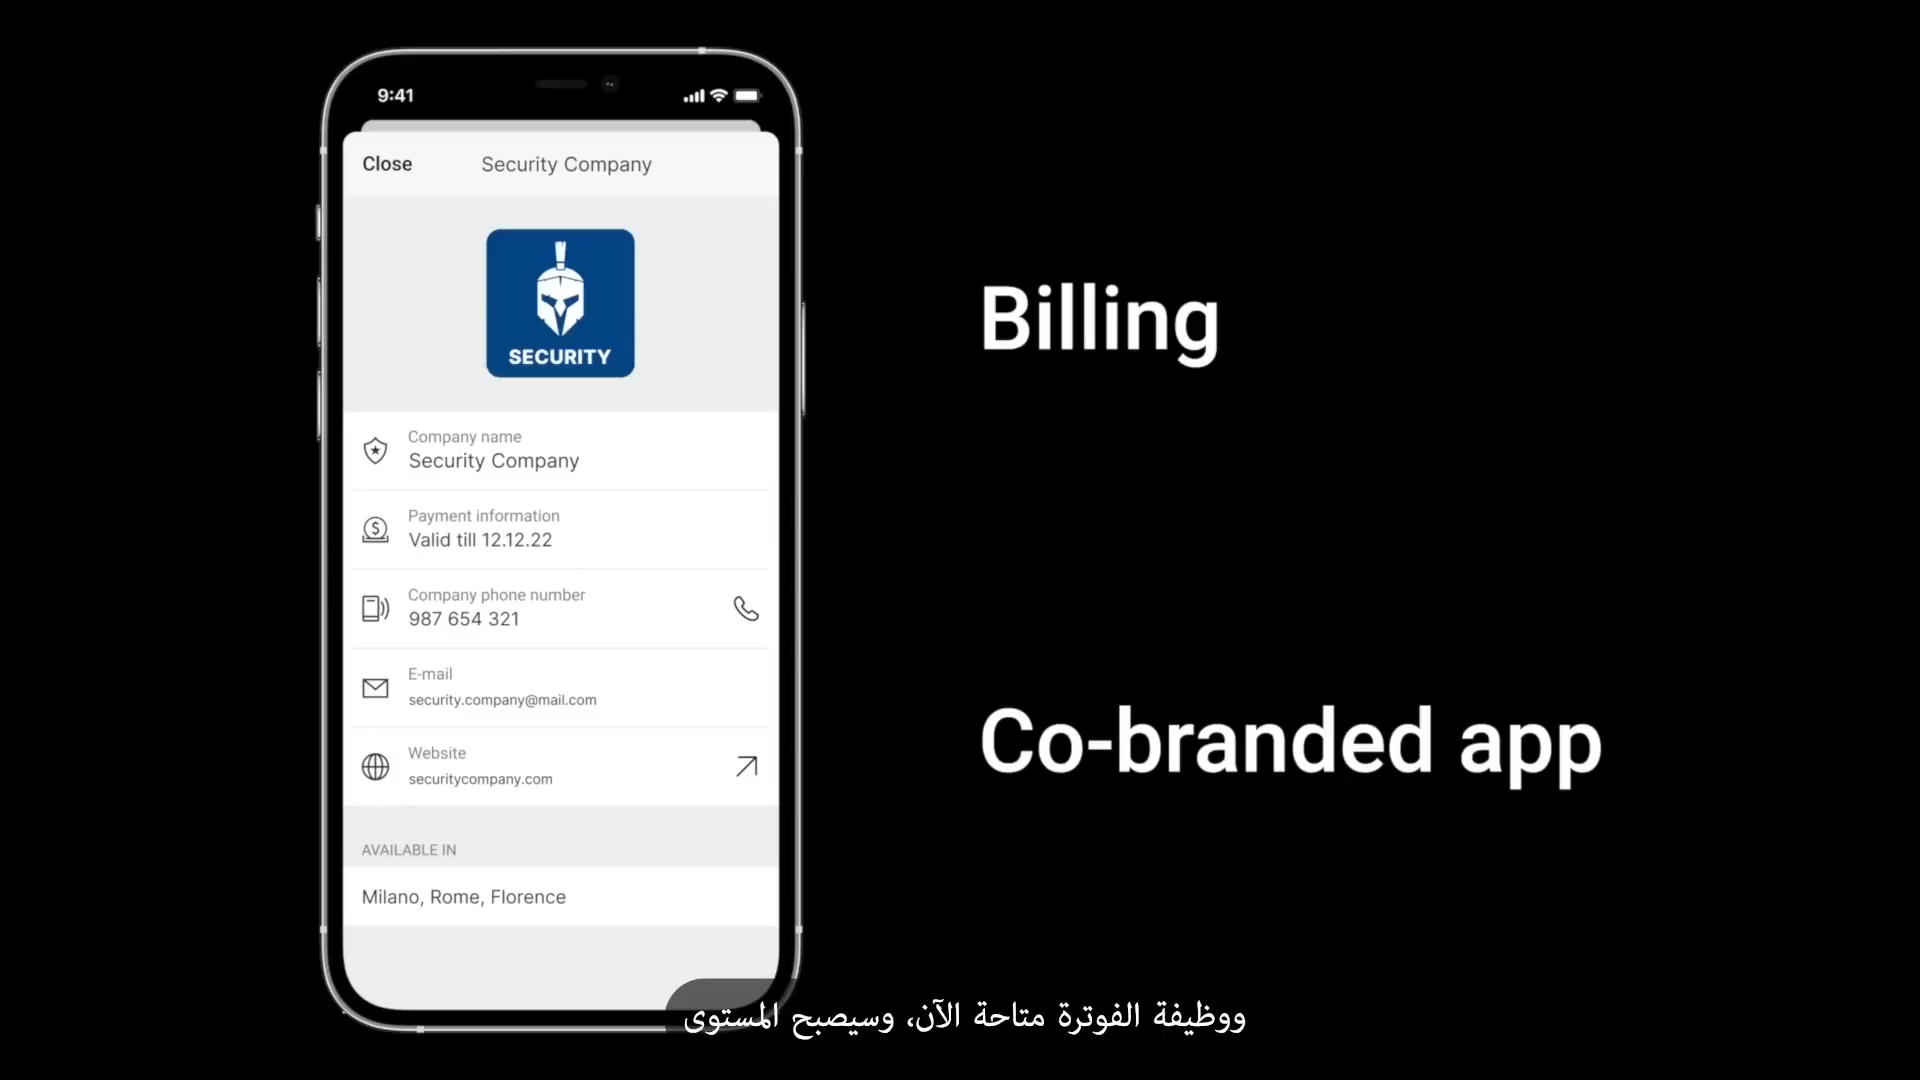 9:41
Close
Security Company
SECURITY
Company name
Security Company
Payment information
Valid till 12.12.22
Company phone number
987 654 321
E-mail
security.company@mail.com
Website
securitycompany.com
AVAILABLE IN
Milano, Rome, Florence
Billing
Co-branded app
ووظيفة الفوترة متاحة الآن، وسيصبح المستوى